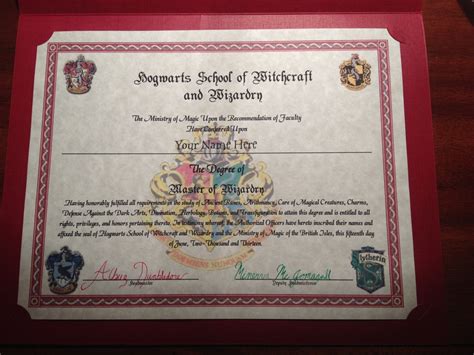 Hogwarts School of Witchcraft
and Wizardry
The Ministry of Magic Upon the Recommendation of Faculty
Have Conferred Upon
Your Name Here
The Degree of
Master of Wizardry
Having honorably fulfilled all requirements in the study of Ancient Runes, Arithmancy, Care of Magical Creatures, Charms,
Defense Against the Dark Arts, Divination, Herbology, Potions, and Transfiguration to attain this degree and is entitled to all
rights, privileges, and honors pertaining thereto. In testimony whereof, the Authorized Officers have hereto inscribed their names and
affixed the seal of Hogwarts School of Witchcraft and Wizardry and the Ministry of Magic of the British Isles, this fifteenth day
of June, Two-Thousand and Thirteen.
Albus Dumbledore
Minerva McGonagall
Headmaster
Deputy Headmistress
Slytherin